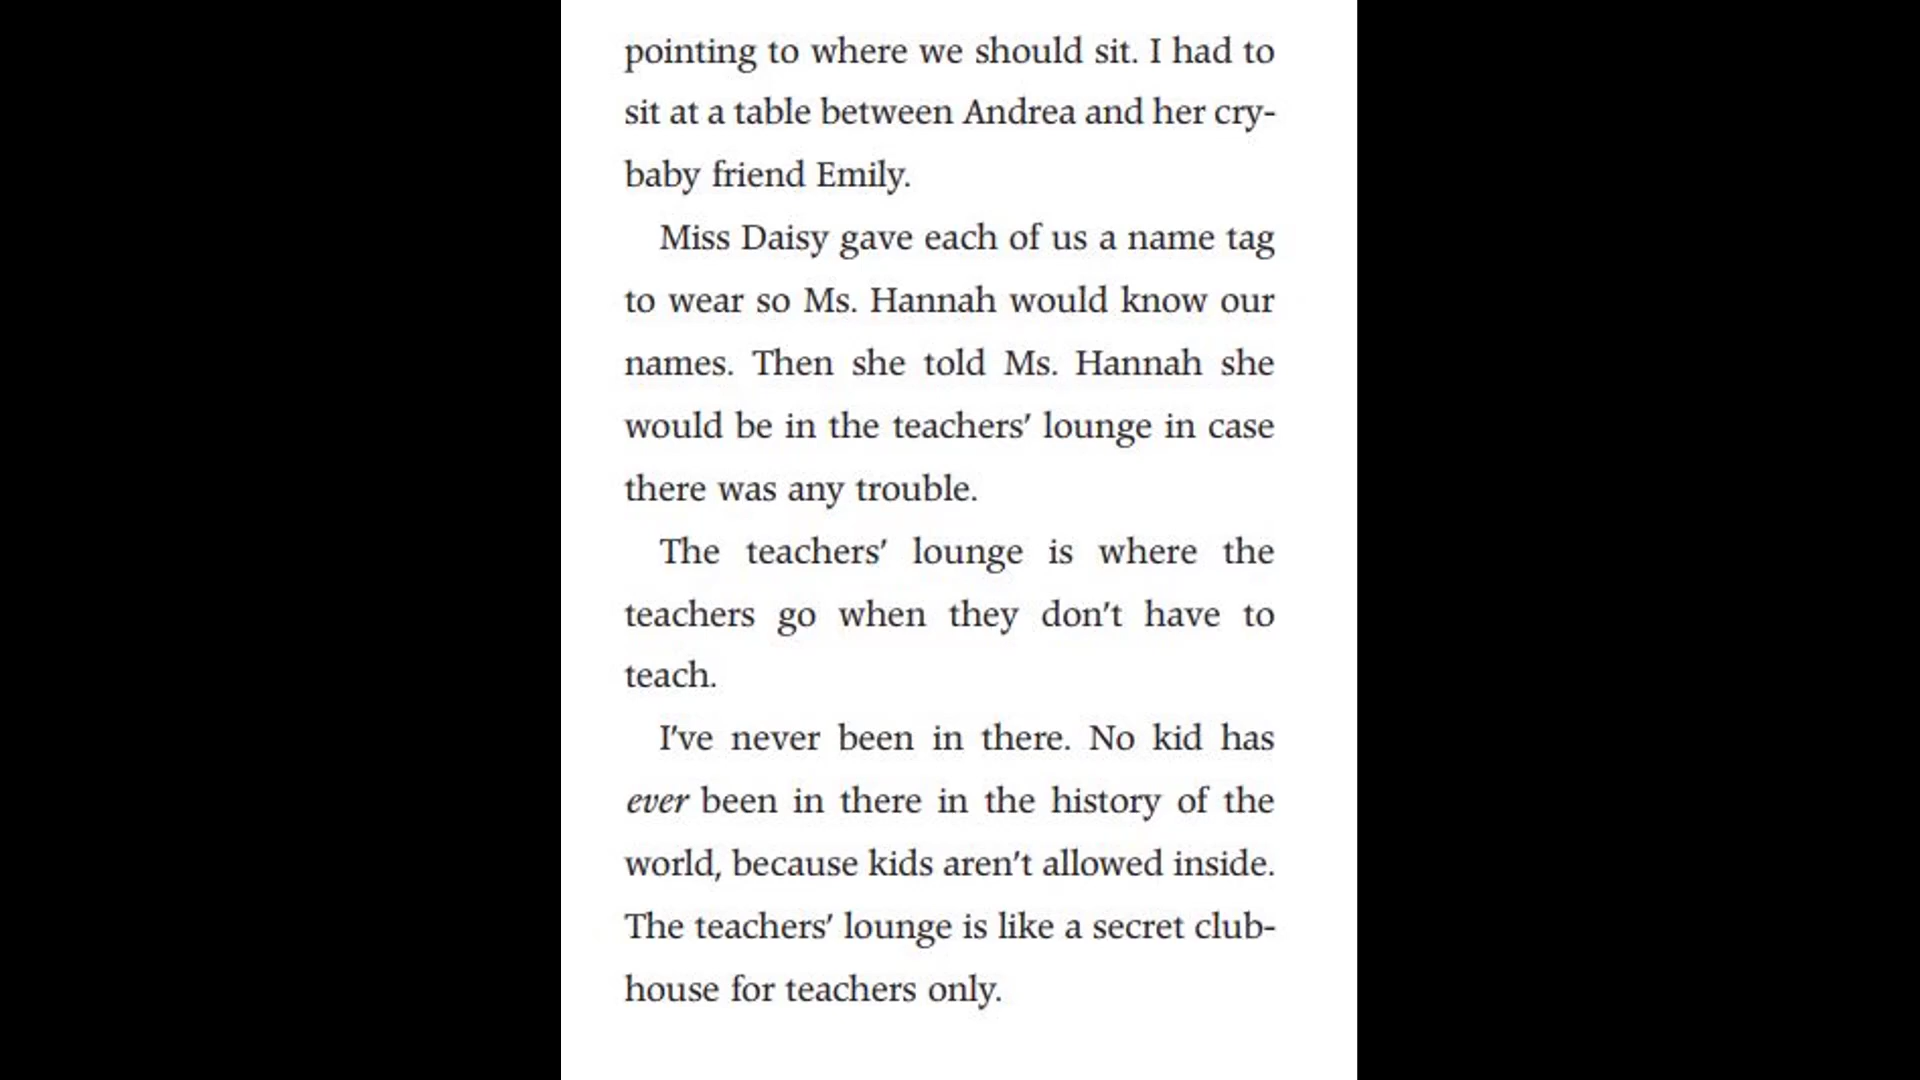 pointing to where we should sit. I had to
sit at a table between Andrea and her cry-
baby friend Emily.
Miss Daisy gave each of us a name tag
to wear so Ms. Hannah would know our
names. Then she told Ms. Hannah she
would be in the teachers’ lounge in case
there was any trouble.
The teachers’ lounge is where the
teachers go when they don’t have to
teach.
I’ve never been in there. No kid has
ever been in there in the history of the
world, because kids aren’t allowed inside.
The teachers’ lounge is like a secret club-
house for teachers only.